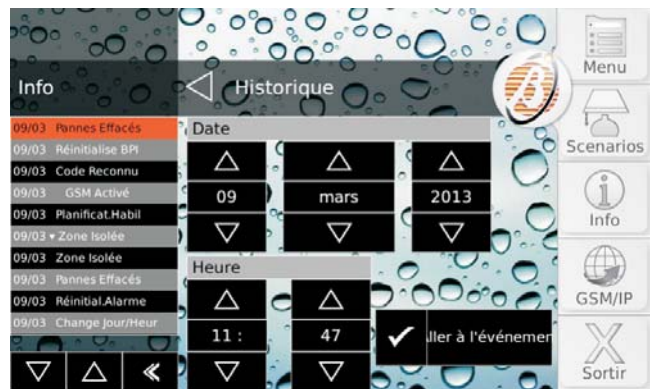 Info
Historique
09/03 Pannes Effacés
09/03 Réinitialise BPI
09/03 Code Reconnu
09/03 GSM Activé
09/03 Planificat.Habil
09/03 ▾ Zone Isolée
09/03 Zone Isolée
09/03 Pannes Effacés
09/03 Réinitial.Alarme
09/03 Change Jour/Heur
Date
09 mars 2013
Heure
11 : 47
ller à l'événemen
Menu
Scenarios
Info
GSM/IP
Sortir